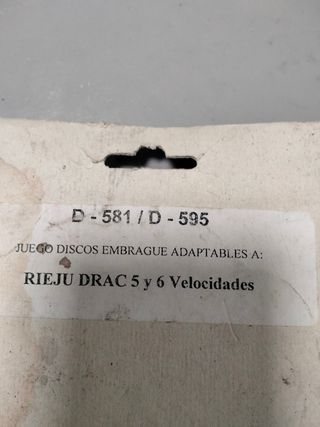 D - 581 / D - 595
JUEGO DISCOS EMBRAGUE ADAPTABLES A:
RIEJU DRAC 5 y 6 Velocidades